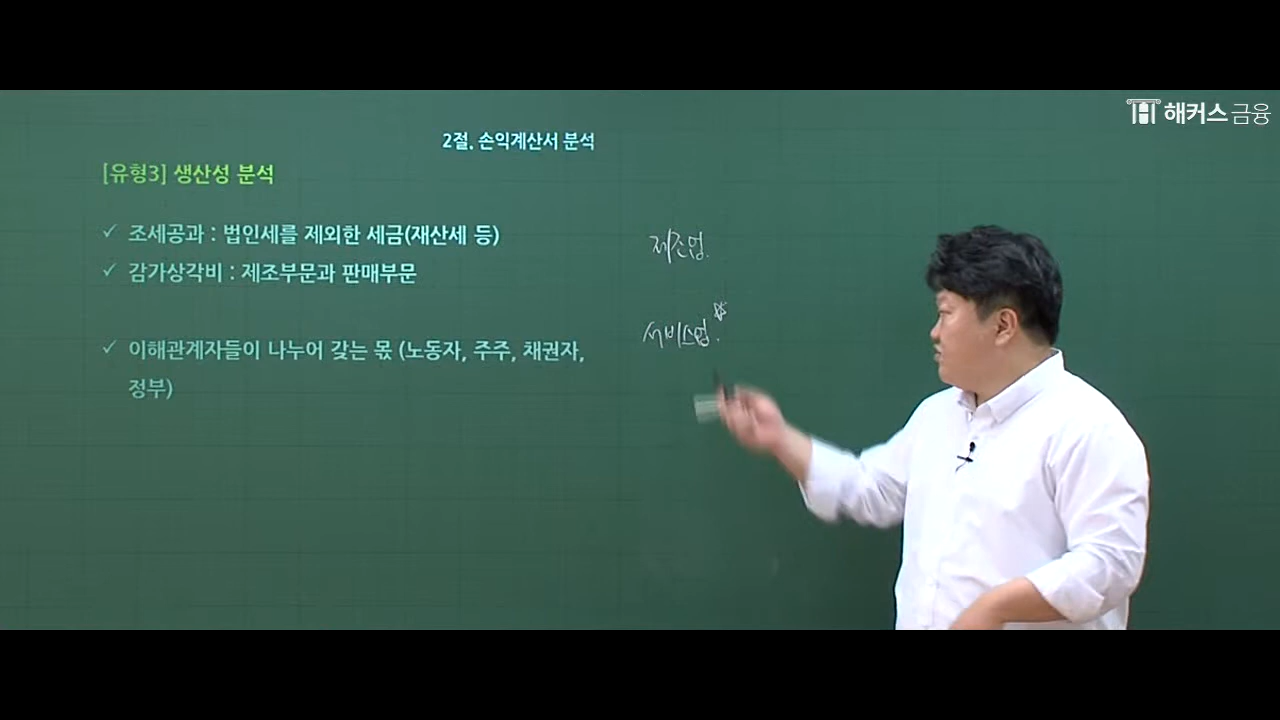 해커스 금융
2절. 손익계산서 분석
[유형3] 생산성 분석
✓ 조세공과 : 법인세를 제외한 세금(재산세 등)
✓ 감가상각비 : 제조부문과 판매부문
✓ 이해관계자들이 나누어 갖는 몫 (노동자, 주주, 채권자,
정부)
제조업.
서비스업.